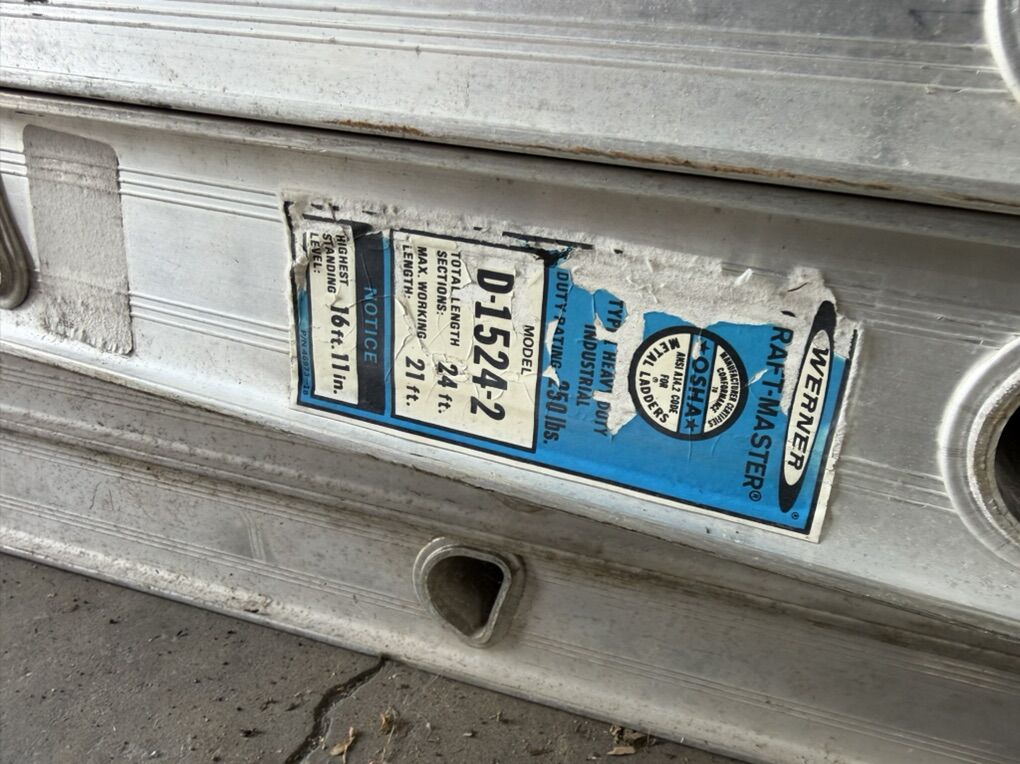 WERNER
RAFT-MASTER®
MANUFACTURER CERTIFIES
CONFORMANCE
TO
★OSHA★
ANSI A14.2 CODE
FOR
METAL LADDERS
®
TYPE I HEAVY DUTY
INDUSTRIAL
DUTY RATING 250 lbs.
MODEL
D-1524-2
TOTAL LENGTH
SECTIONS: 24 ft.
MAX. WORKING
LENGTH: 21 ft.
NOTICE
HIGHEST
STANDING 16 ft. 11 in.
LEVEL: